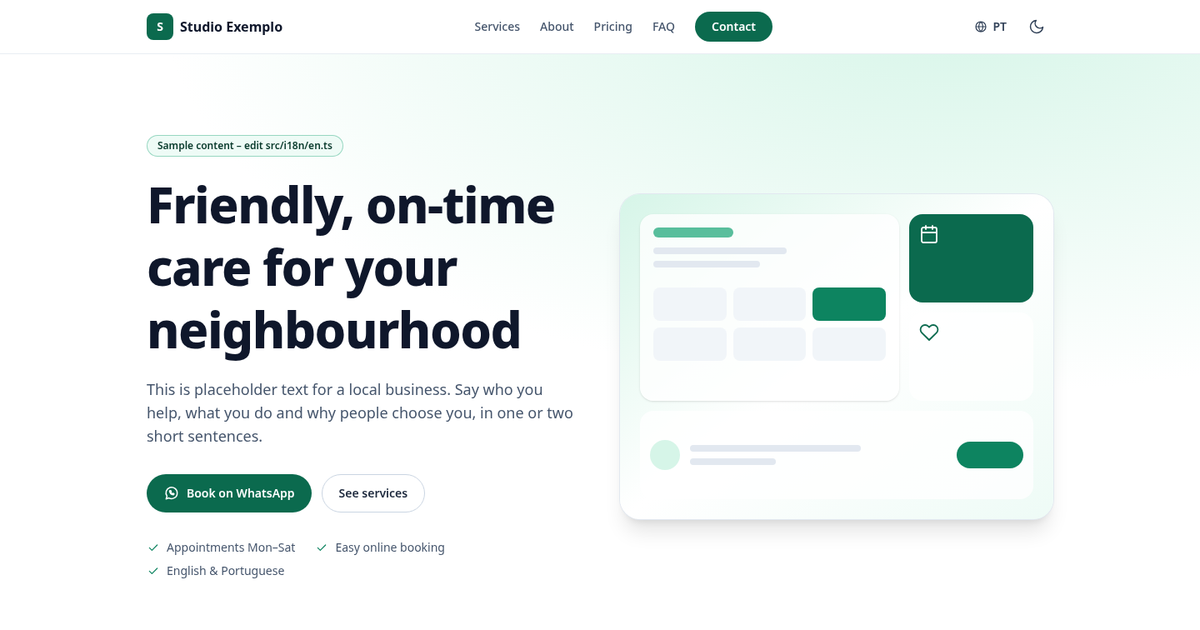 S
Studio Exemplo
Services
About
Pricing
FAQ
Contact
PT
Sample content – edit src/i18n/en.ts
Friendly, on-time
care for your
neighbourhood
This is placeholder text for a local business. Say who you
help, what you do and why people choose you, in one or two
short sentences.
Book on WhatsApp
See services
Appointments Mon–Sat
Easy online booking
English & Portuguese